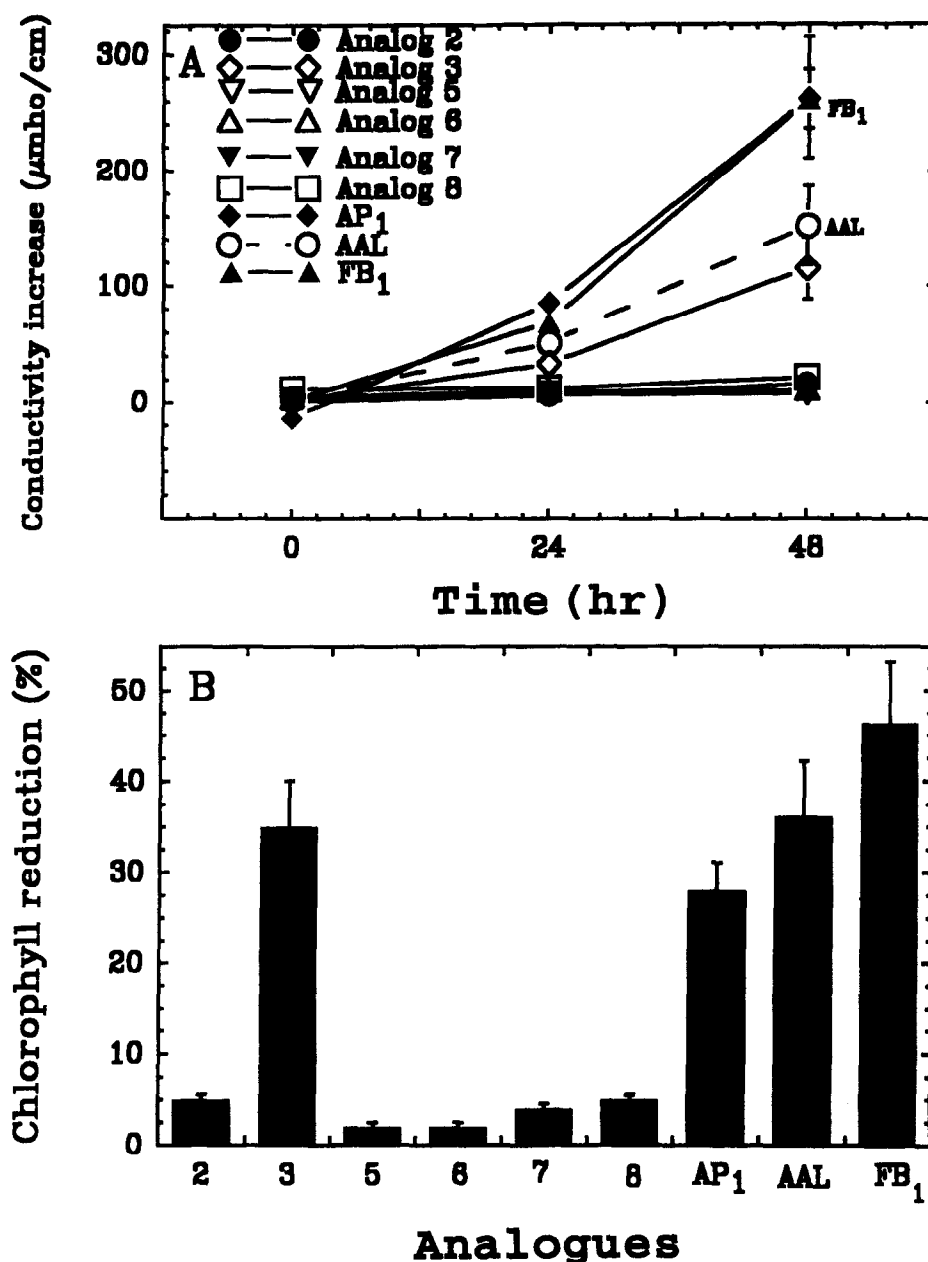 A
Analog 2
Analog 3
Analog 5
Analog 6
Analog 7
Analog 8
AP1
AAL
FB1
FB1
AAL
Conductivity increase (μmho/cm)
300
200
100
0
0 24 48
Time (hr)
B
Chlorophyll reduction (%)
50
40
30
20
10
0
2 3 5 6 7 8 AP1 AAL FB1
Analogues